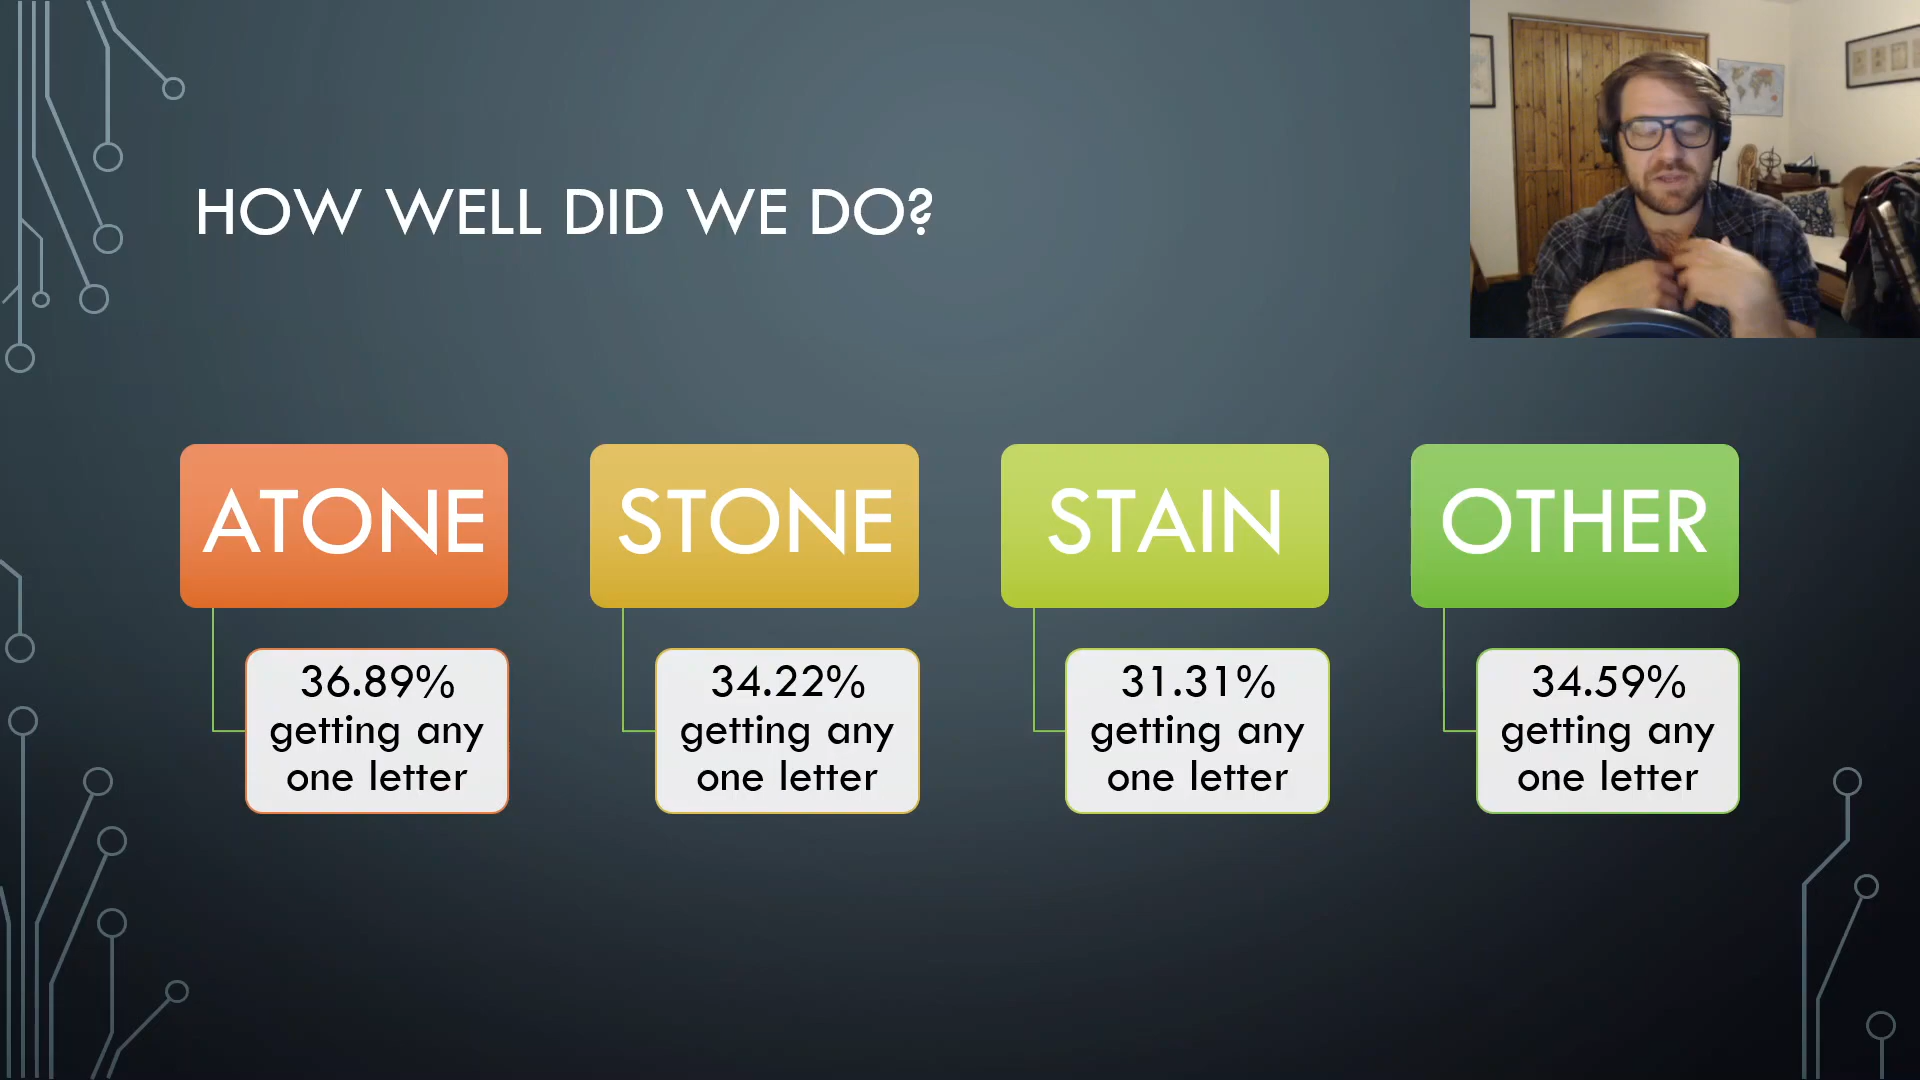 HOW WELL DID WE DO?
ATONE
36.89%
getting any
one letter
STONE
34.22%
getting any
one letter
STAIN
31.31%
getting any
one letter
OTHER
34.59%
getting any
one letter